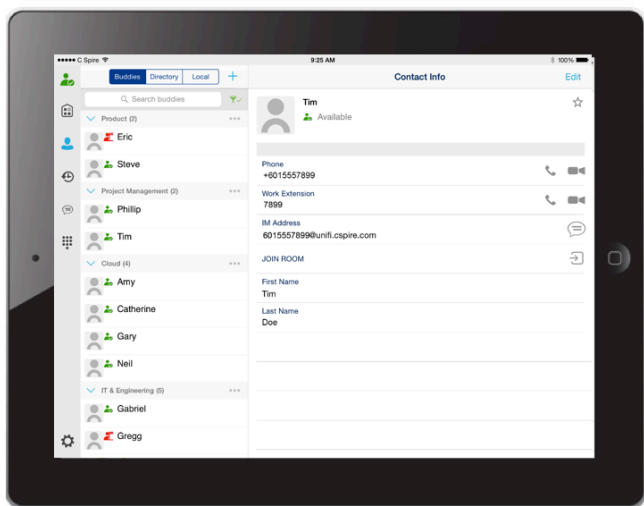 C Spire
9:25 AM
100%
Buddies
Directory
Local
Contact Info
Edit
Search buddies
Product (2)
Eric
Steve
Project Management (2)
Phillip
Tim
Cloud (4)
Amy
Catherine
Gary
Neil
IT & Engineering (5)
Gabriel
Gregg
Tim
Available
Phone
+6015557899
Work Extension
7899
IM Address
6015557899@unifi.cspire.com
JOIN ROOM
First Name
Tim
Last Name
Doe